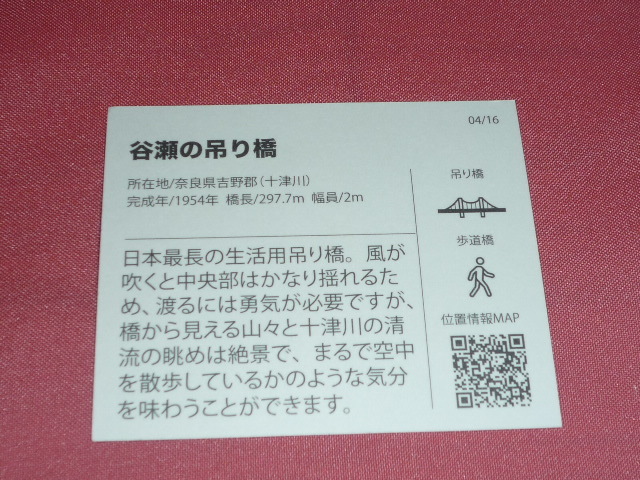 04/16
谷瀬の吊り橋
所在地/奈良県吉野郡（十津川）
完成年/1954年 橋長/297.7m 幅員/2m
日本最長の生活用吊り橋。風が
吹くと中央部はかなり揺れるた
め、渡るには勇気が必要ですが、
橋から見える山々と十津川の清
流の眺めは絶景で、まるで空中
を散歩しているかのような気分
を味わうことができます。
吊り橋
歩道橋
位置情報MAP